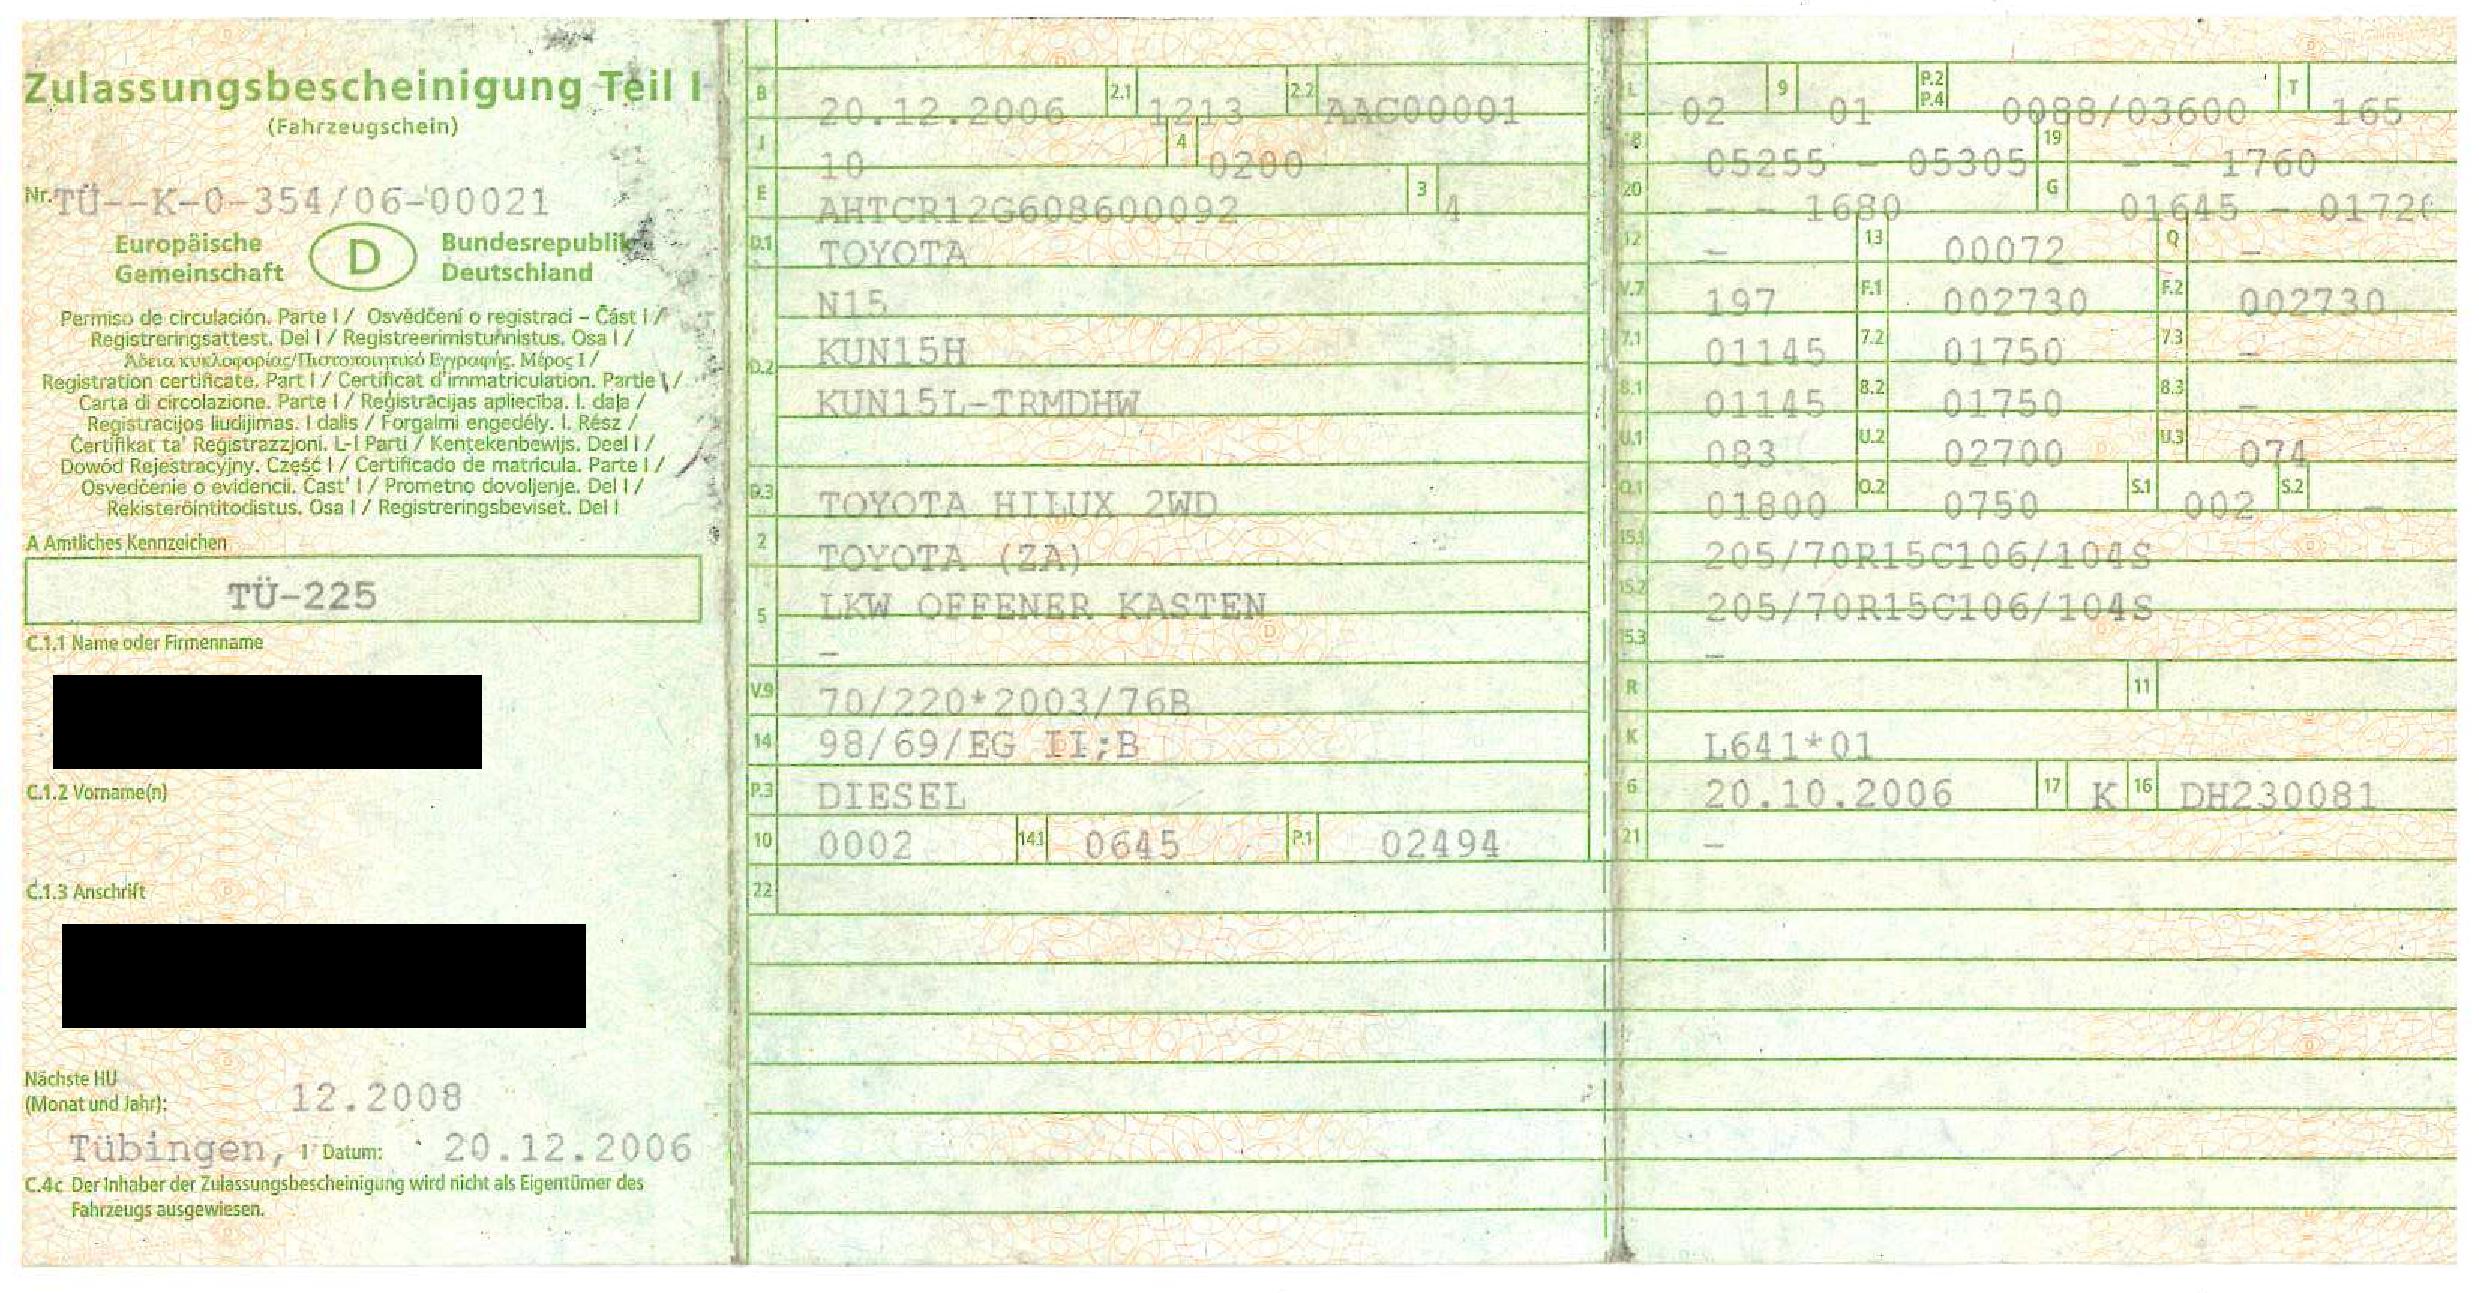 Zulassungsbescheinigung Teil I
(Fahrzeugschein)
Nr. TÜ--K-0-354/06-00021
Europäische Gemeinschaft
D
Bundesrepublik Deutschland
Permiso de circulación. Parte I / Osvědčení o registraci – Část I /
Registreringsattest. Del I / Registreerimistunnistus. Osa I /
Άδεια κυκλοφορίας/Πιστοποιητικό Εγγραφής. Μέρος I /
Registration certificate. Part I / Certificat d'immatriculation. Partie I /
Carta di circolazione. Parte I / Reģistrācijas apliecība. I. daļa /
Registracijos liudijimas. I dalis / Forgalmi engedély. I. Rész /
Ċertifikat ta' Reġistrazzjoni. L-I Parti / Kentekenbewijs. Deel I /
Dowód Rejestracyjny. Część I / Certificado de matrícula. Parte I /
Osvedčenie o evidencii. Časť I / Prometno dovoljenje. Del I /
Rekisteröintitodistus. Osa I / Registreringsbeviset. Del I
A Amtliches Kennzeichen
TÜ-225
C.1.1 Name oder Firmenname
C.1.2 Vorname(n)
C.1.3 Anschrift
Nächste HU
(Monat und Jahr): 12.2008
Tübingen, Datum: 20.12.2006
C.4c Der Inhaber der Zulassungsbescheinigung wird nicht als Eigentümer des
Fahrzeugs ausgewiesen.
B 20.12.2006 2.1 1213 2.2 AAC00001
J 10 4 0200
E AHTCR12G608600092 3 4
D.1 TOYOTA
N15
D.2 KUN15H
KUN15L-TRMDHW
D.3 TOYOTA HILUX 2WD
2 TOYOTA (ZA)
5 LKW OFFENER KASTEN
–
V.9 70/220*2003/76B
14 98/69/EG II;B
P.3 DIESEL
10 0002 14.1 0645 P.1 02494
22
L 02 9 01 P.2 P.4 0088/03600 T 165
18 05255 - 05305 19 - - 1760
20 - - 1680 G 01645 - 01720
12 - 13 00072 Q -
V.7 197 F.1 002730 F.2 002730
7.1 01145 7.2 01750 7.3 -
8.1 01145 8.2 01750 8.3 -
U.1 083 U.2 02700 U.3 074
O.1 01800 O.2 0750 S.1 002 S.2 -
15.1 205/70R15C106/104S
15.2 205/70R15C106/104S
15.3 –
R 11
K L641*01
6 20.10.2006 17 K 16 DH230081
21 –